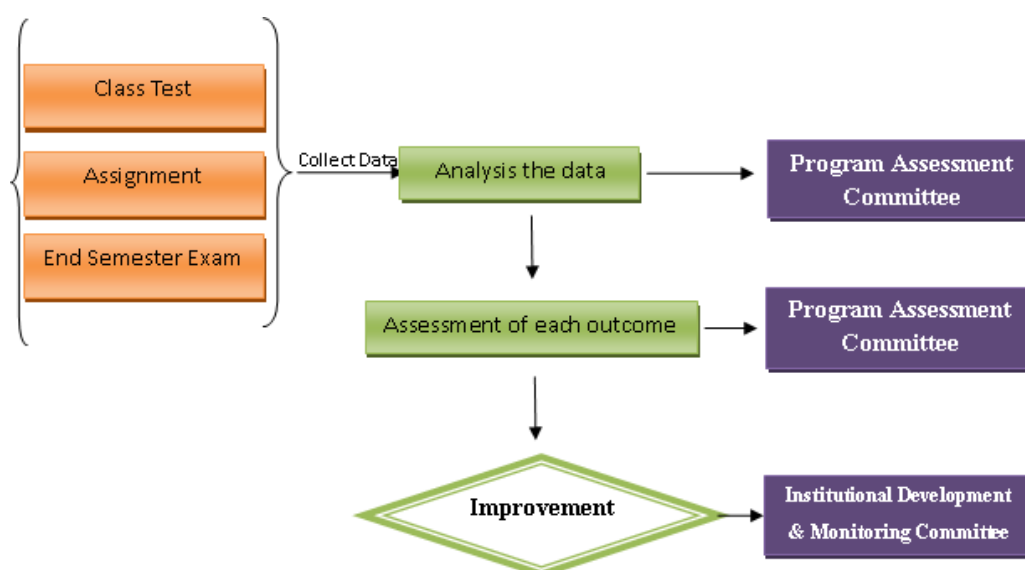 Class Test
Assignment
End Semester Exam
Collect Data
Analysis the data
Program Assessment
Committee
Assessment of each outcome
Program Assessment
Committee
Improvement
Institutional Development
& Monitoring Committee